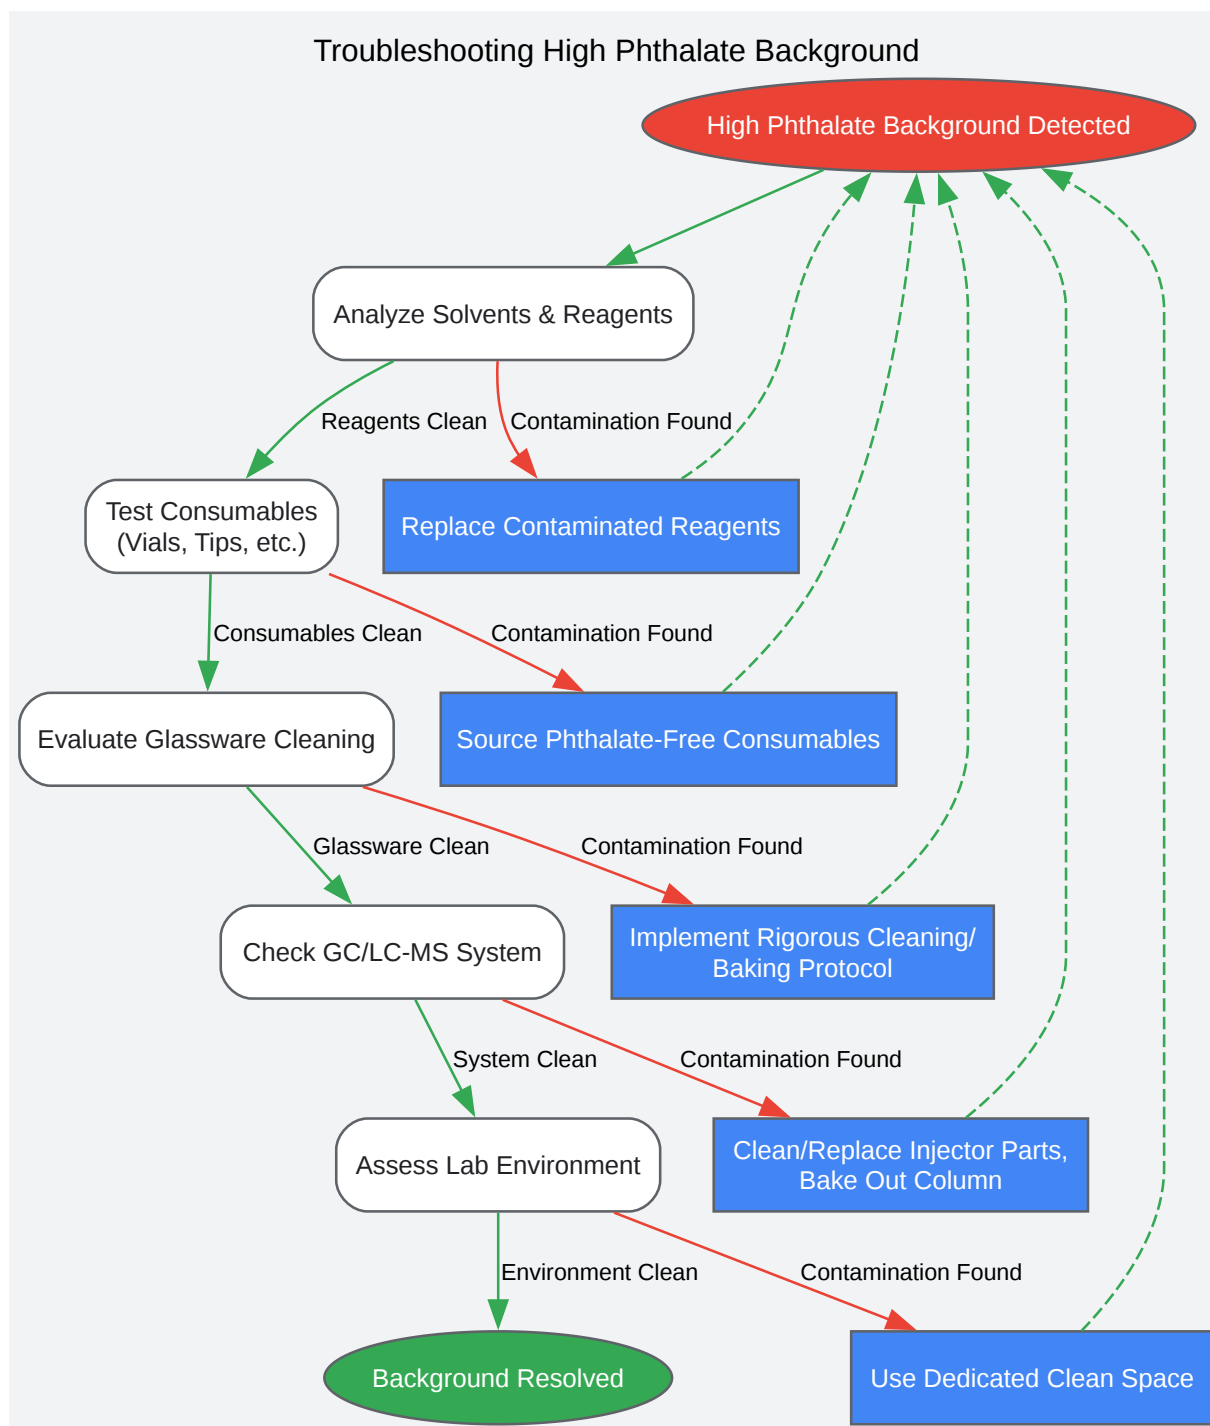 Troubleshooting High Phthalate Background
High Phthalate Background Detected
Analyze Solvents & Reagents
Reagents Clean
Contamination Found
Test Consumables
(Vials, Tips, etc.)
Replace Contaminated Reagents
Consumables Clean
Contamination Found
Evaluate Glassware Cleaning
Source Phthalate-Free Consumables
Glassware Clean
Contamination Found
Check GC/LC-MS System
Implement Rigorous Cleaning/
Baking Protocol
System Clean
Contamination Found
Assess Lab Environment
Clean/Replace Injector Parts,
Bake Out Column
Environment Clean
Contamination Found
Background Resolved
Use Dedicated Clean Space